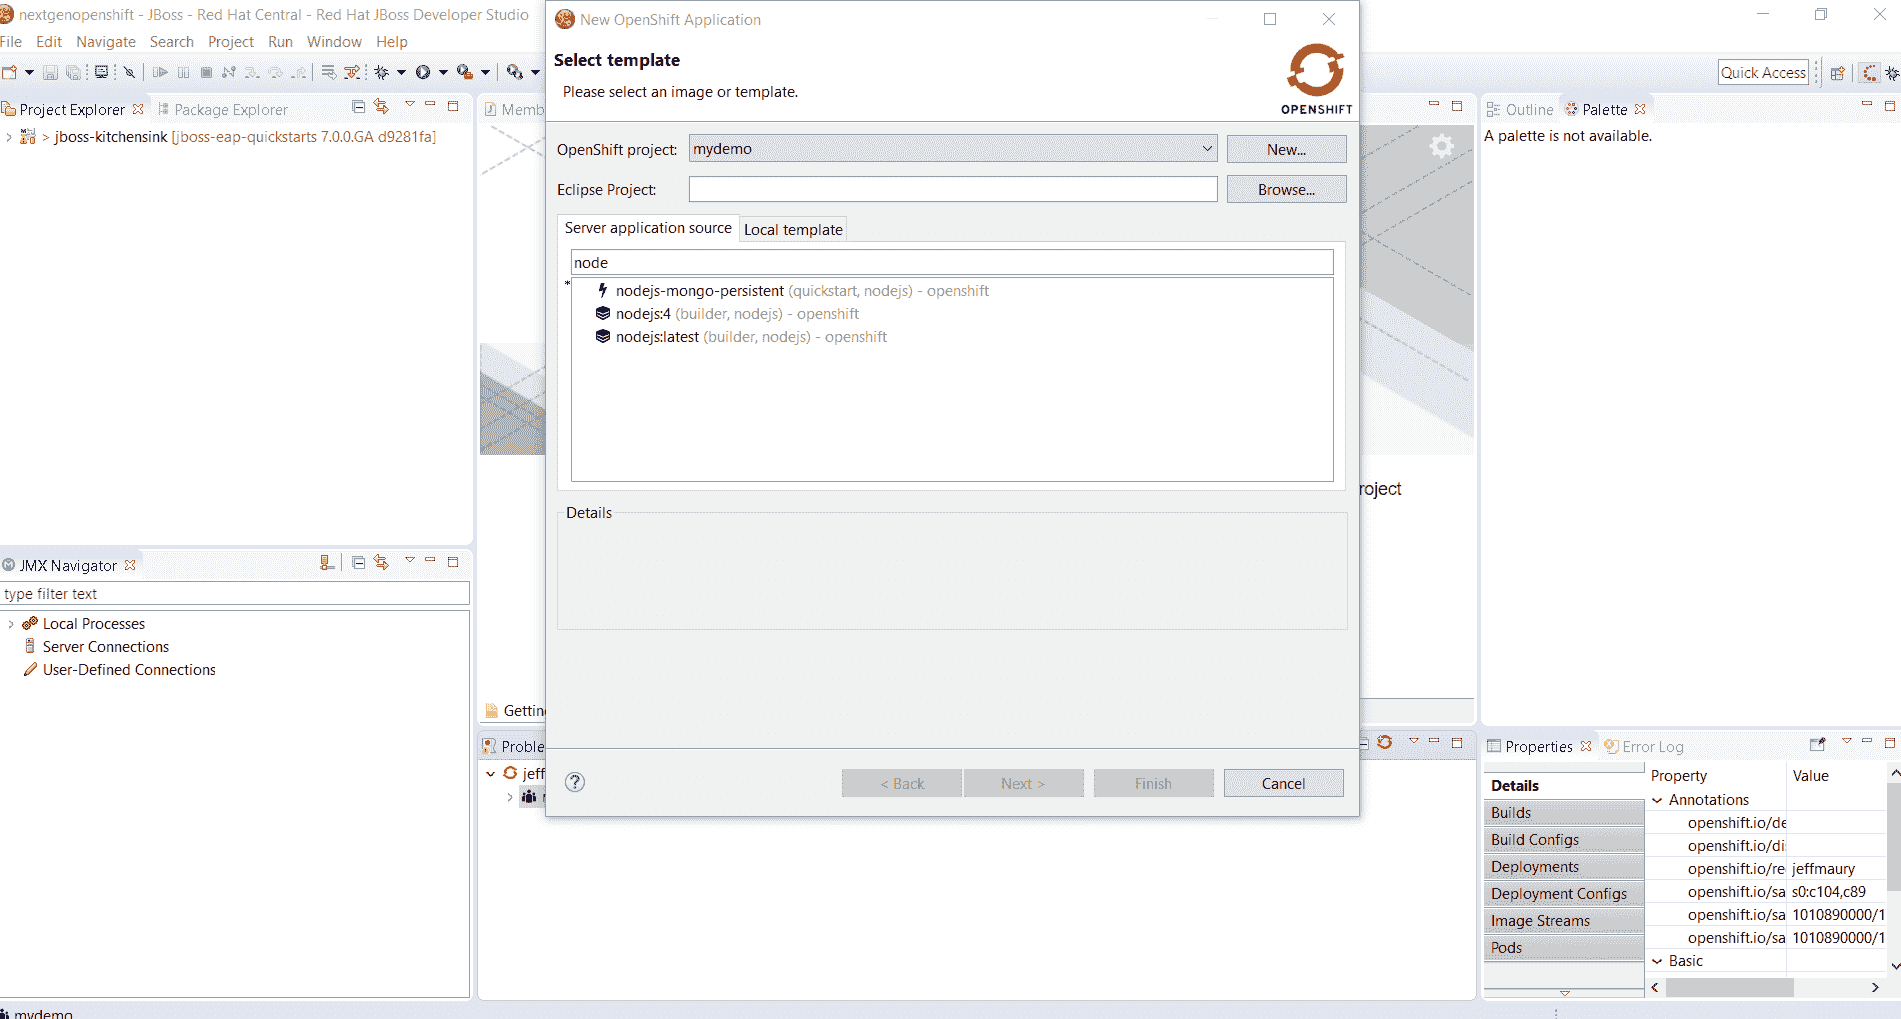 nextgenopenshift - JBoss - Red Hat Central - Red Hat JBoss Developer Studio
File Edit Navigate Search Project Run Window Help
Quick Access
Project Explorer
Package Explorer
> jboss-kitchensink [jboss-eap-quickstarts 7.0.0.GA d9281fa]
JMX Navigator
type filter text
Local Processes
Server Connections
User-Defined Connections
New OpenShift Application
Select template
Please select an image or template.
OPENSHIFT
OpenShift project: mydemo New...
Eclipse Project: Browse...
Server application source Local template
node
*
nodejs-mongo-persistent (quickstart, nodejs) - openshift
nodejs:4 (builder, nodejs) - openshift
nodejs:latest (builder, nodejs) - openshift
Details
? < Back Next > Finish Cancel
Memb
roject
Gettin
Proble
jeff
Outline Palette
A palette is not available.
Properties Error Log
Details
Builds
Build Configs
Deployments
Deployment Configs
Image Streams
Pods
Property Value
Annotations
openshift.io/de
openshift.io/di
openshift.io/re jeffmaury
openshift.io/sa s0:c104,c89
openshift.io/sa 1010890000/1
openshift.io/sa 1010890000/1
Basic
mydemo